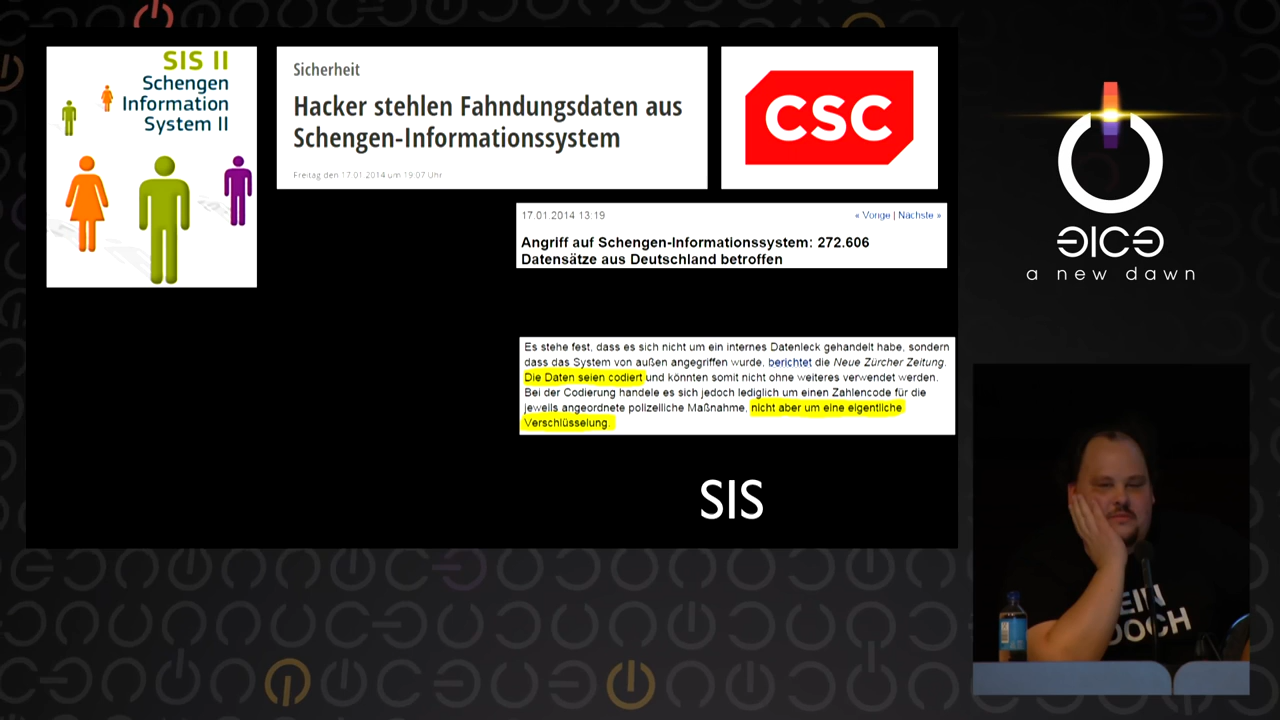 SIS II
Schengen
Information
System II
Sicherheit
Hacker stehlen Fahndungsdaten aus
Schengen-Informationssystem
Freitag den 17.01.2014 um 19:07 Uhr
CSC
17.01.2014 13:19
« Vorige | Nächste »
Angriff auf Schengen-Informationssystem: 272.606
Datensätze aus Deutschland betroffen
Es stehe fest, dass es sich nicht um ein internes Datenleck gehandelt habe, sondern
dass das System von außen angegriffen wurde, berichtet die Neue Zürcher Zeitung.
Die Daten seien codiert und könnten somit nicht ohne weiteres verwendet werden.
Bei der Codierung handele es sich jedoch lediglich um einen Zahlencode für die
jeweils angeordnete polizeiliche Maßnahme, nicht aber um eine eigentliche
Verschlüsselung.
SIS
a new dawn
EIN
DOCH